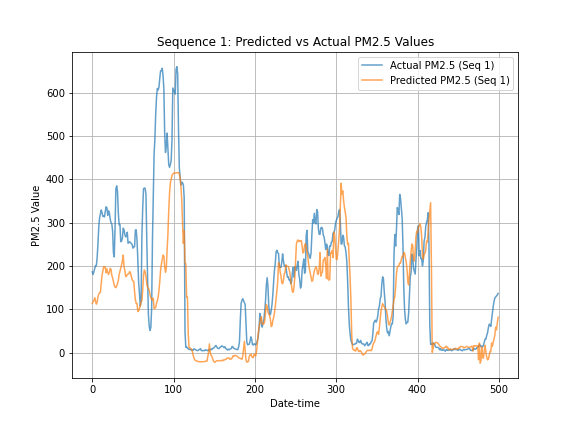 Sequence 1: Predicted vs Actual PM2.5 Values
Actual PM2.5 (Seq 1)
Predicted PM2.5 (Seq 1)
PM2.5 Value
600
500
400
300
200
100
0
0 100 200 300 400 500
Date-time